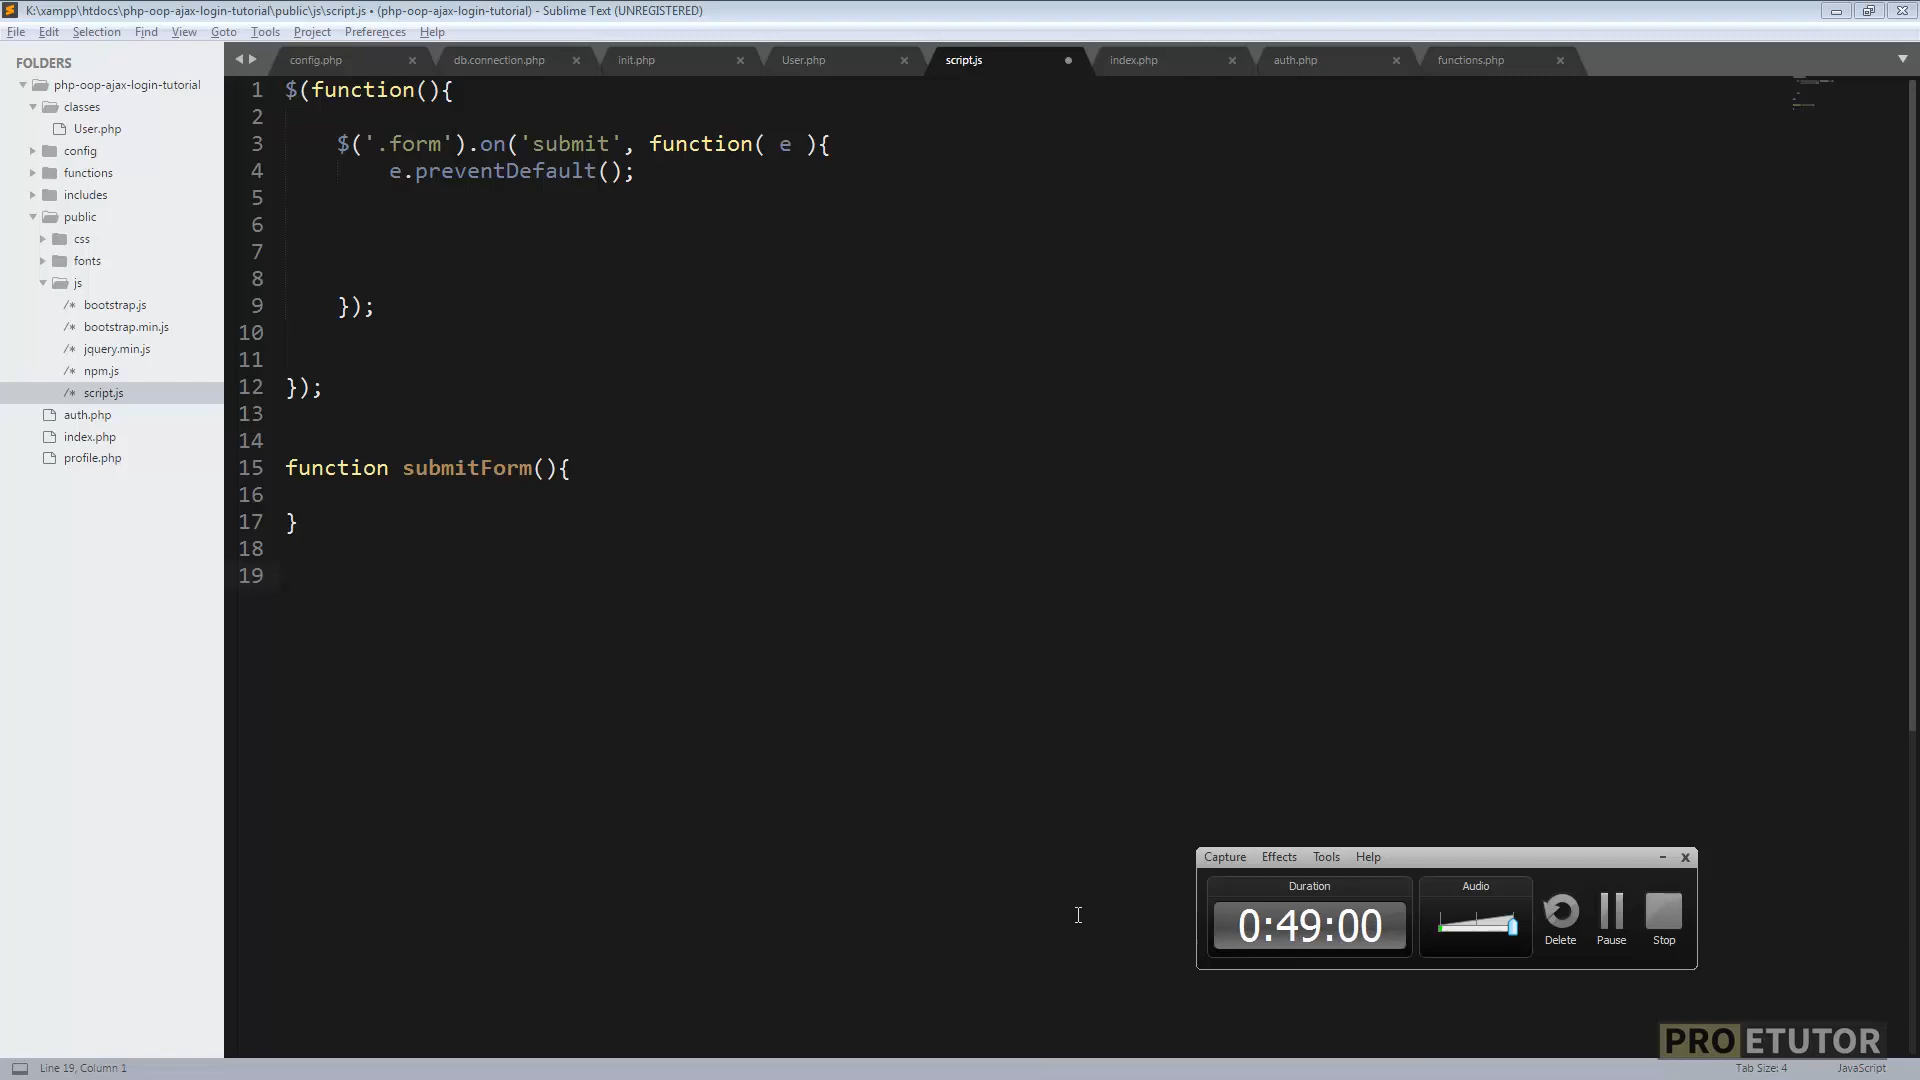 K:\xampp\htdocs\php-oop-ajax-login-tutorial\public\js\script.js • (php-oop-ajax-login-tutorial) - Sublime Text (UNREGISTERED)
File Edit Selection Find View Goto Tools Project Preferences Help
FOLDERS
php-oop-ajax-login-tutorial
classes
User.php
config
functions
includes
public
css
fonts
js
/* bootstrap.js
/* bootstrap.min.js
/* jquery.min.js
/* npm.js
/* script.js
auth.php
index.php
profile.php
config.php × db.connection.php × init.php × User.php × script.js • index.php × auth.php × functions.php ×
1 $(function(){
2
3 $('.form').on('submit', function( e ){
4 e.preventDefault();
5
6
7
8
9 });
10
11
12 });
13
14
15 function submitForm(){
16
17 }
18
19
Capture Effects Tools Help – x
Duration
0:49:00
Audio
Delete Pause Stop
PROETUTOR
Line 19, Column 1
Tab Size: 4 JavaScript